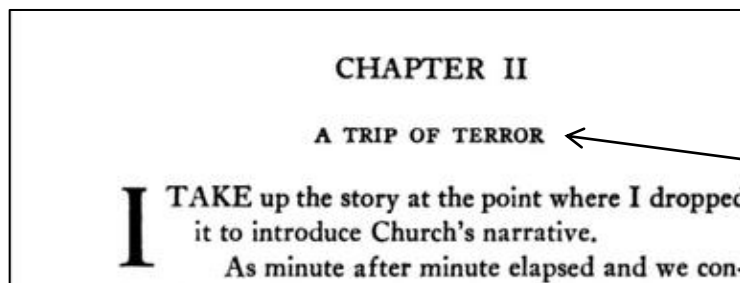 CHAPTER II
A TRIP OF TERROR
I TAKE up the story at the point where I dropped
it to introduce Church's narrative.
As minute after minute elapsed and we con-